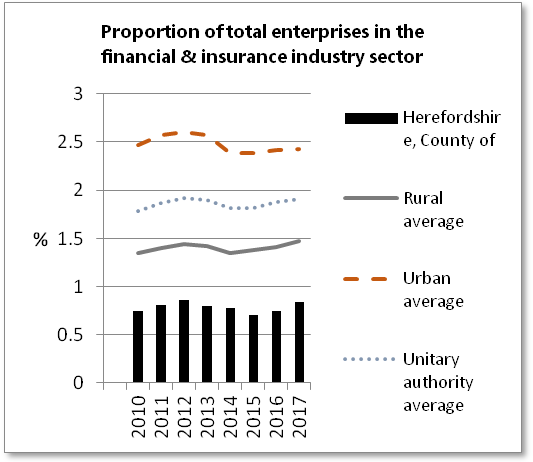 Proportion of total enterprises in the
financial & insurance industry sector
3
2.5
2
1.5
1
0.5
0
%
2010
2011
2012
2013
2014
2015
2016
2017
Herefordshir
e, County of
Rural
average
Urban
average
Unitary
authority
average